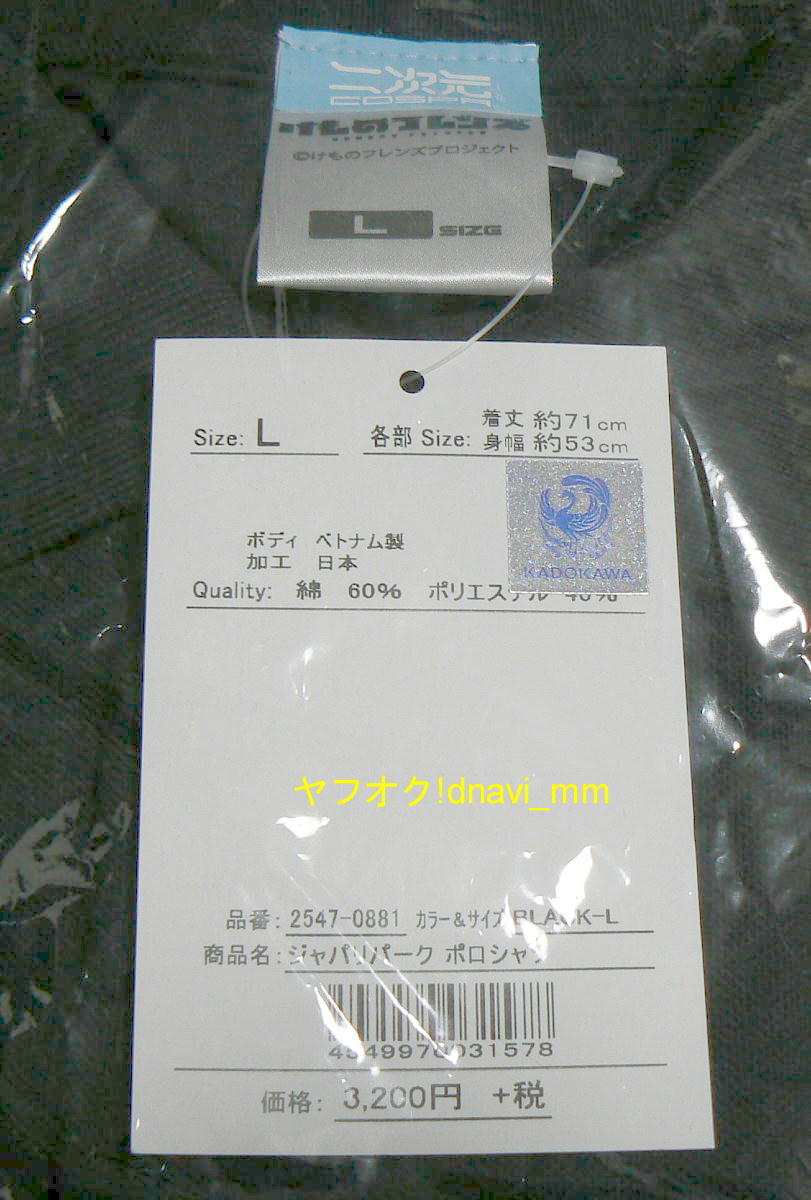 二次元
COSPA
けものフレンズ
©けものフレンズプロジェクト
L SIZE
Size: L 各部 Size: 着丈 約71cm
身幅 約53cm
KADOKAWA
ボディ ベトナム製
加工 日本
Quality: 綿 60% ポリエステル 40%
ヤフオク!dnavi_mm
品番: 2547-0881 カラー&サイズ BLACK-L
商品名: ジャパリパーク ポロシャツ
4549970031578
価格: 3,200円 +税